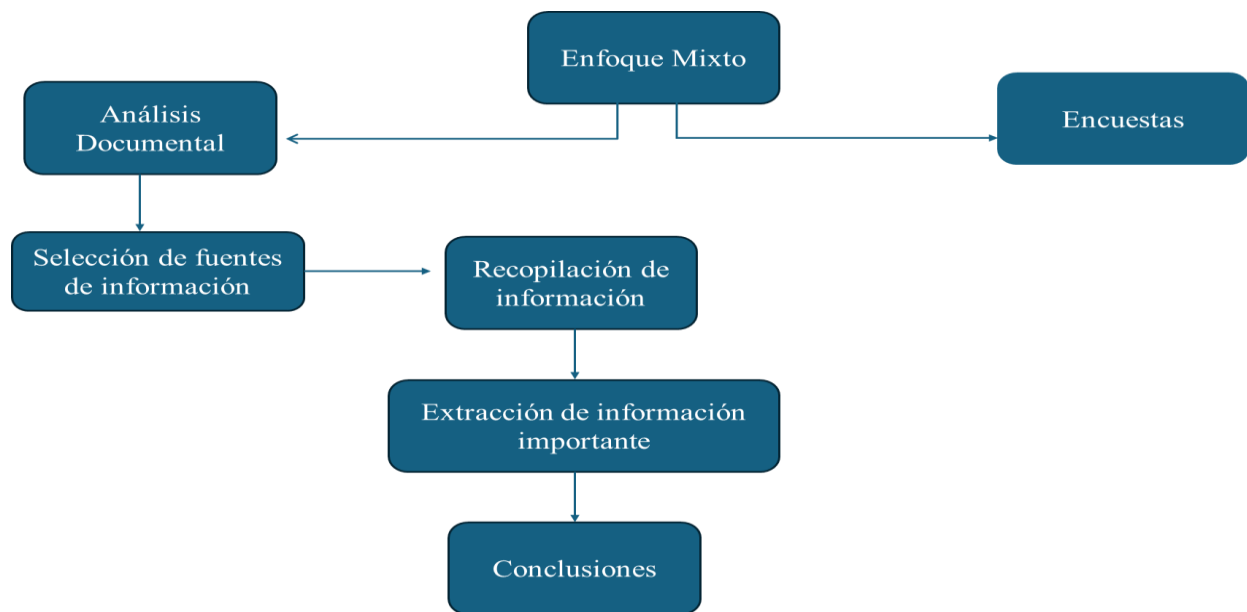 Enfoque Mixto
Análisis
Documental
Encuestas
Selección de fuentes
de información
Recopilación de
información
Extracción de información
importante
Conclusiones